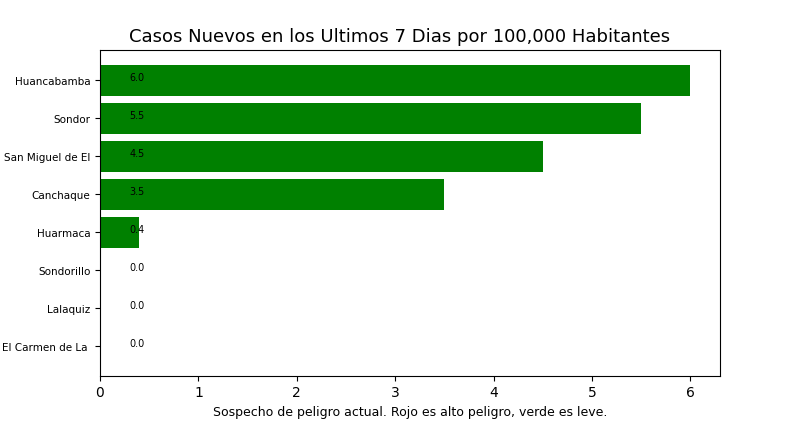 Casos Nuevos en los Ultimos 7 Dias por 100,000 Habitantes
Huancabamba 6.0
Sondor 5.5
San Miguel de El 4.5
Canchaque 3.5
Huarmaca 0.4
Sondorillo 0.0
Lalaquiz 0.0
El Carmen de La 0.0
0 1 2 3 4 5 6
Sospecho de peligro actual. Rojo es alto peligro, verde es leve.